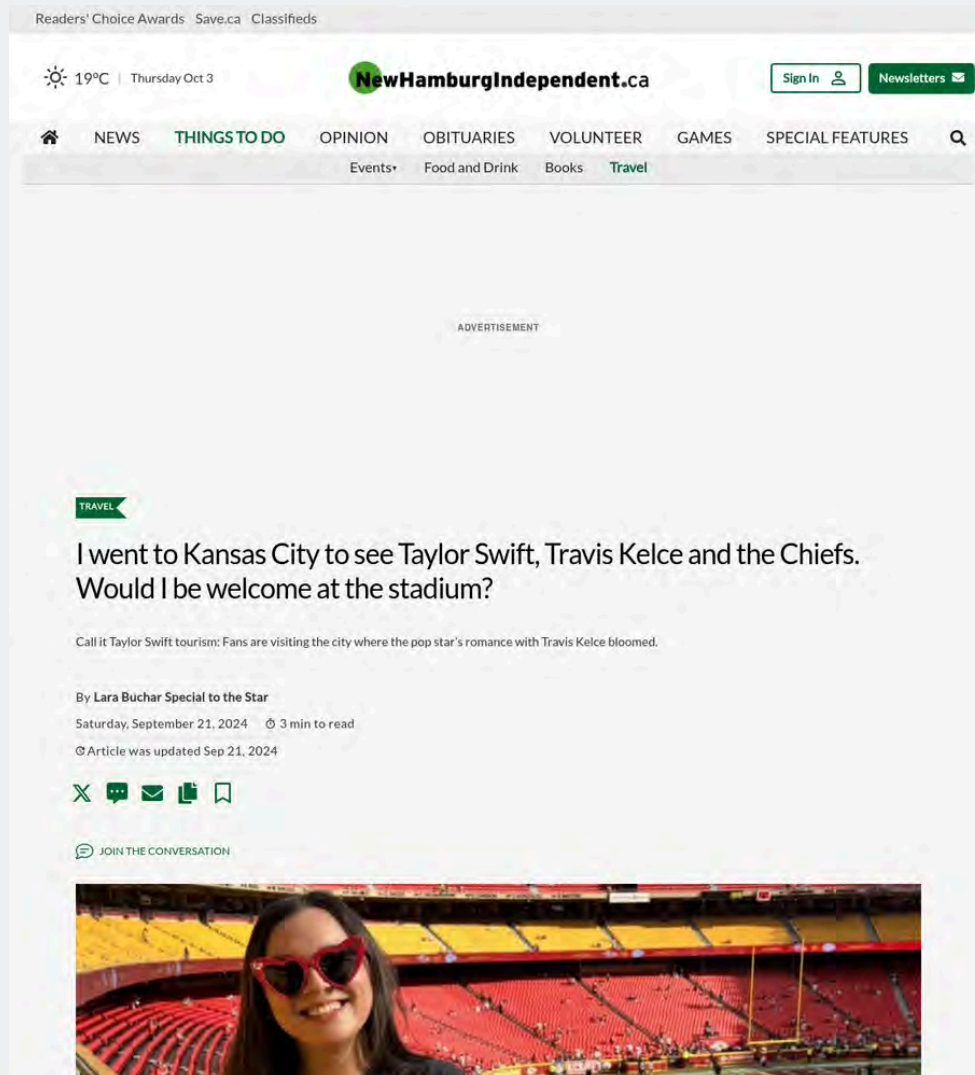 Readers' Choice Awards Save.ca Classifieds
19°C | Thursday Oct 3
NewHamburgIndependent.ca
Sign In
Newsletters
NEWS THINGS TO DO OPINION OBITUARIES VOLUNTEER GAMES SPECIAL FEATURES
Events Food and Drink Books Travel
ADVERTISEMENT
TRAVEL
I went to Kansas City to see Taylor Swift, Travis Kelce and the Chiefs.
Would I be welcome at the stadium?
Call it Taylor Swift tourism: Fans are visiting the city where the pop star's romance with Travis Kelce bloomed.
By Lara Buchar Special to the Star
Saturday, September 21, 2024 3 min to read
Article was updated Sep 21, 2024
JOIN THE CONVERSATION